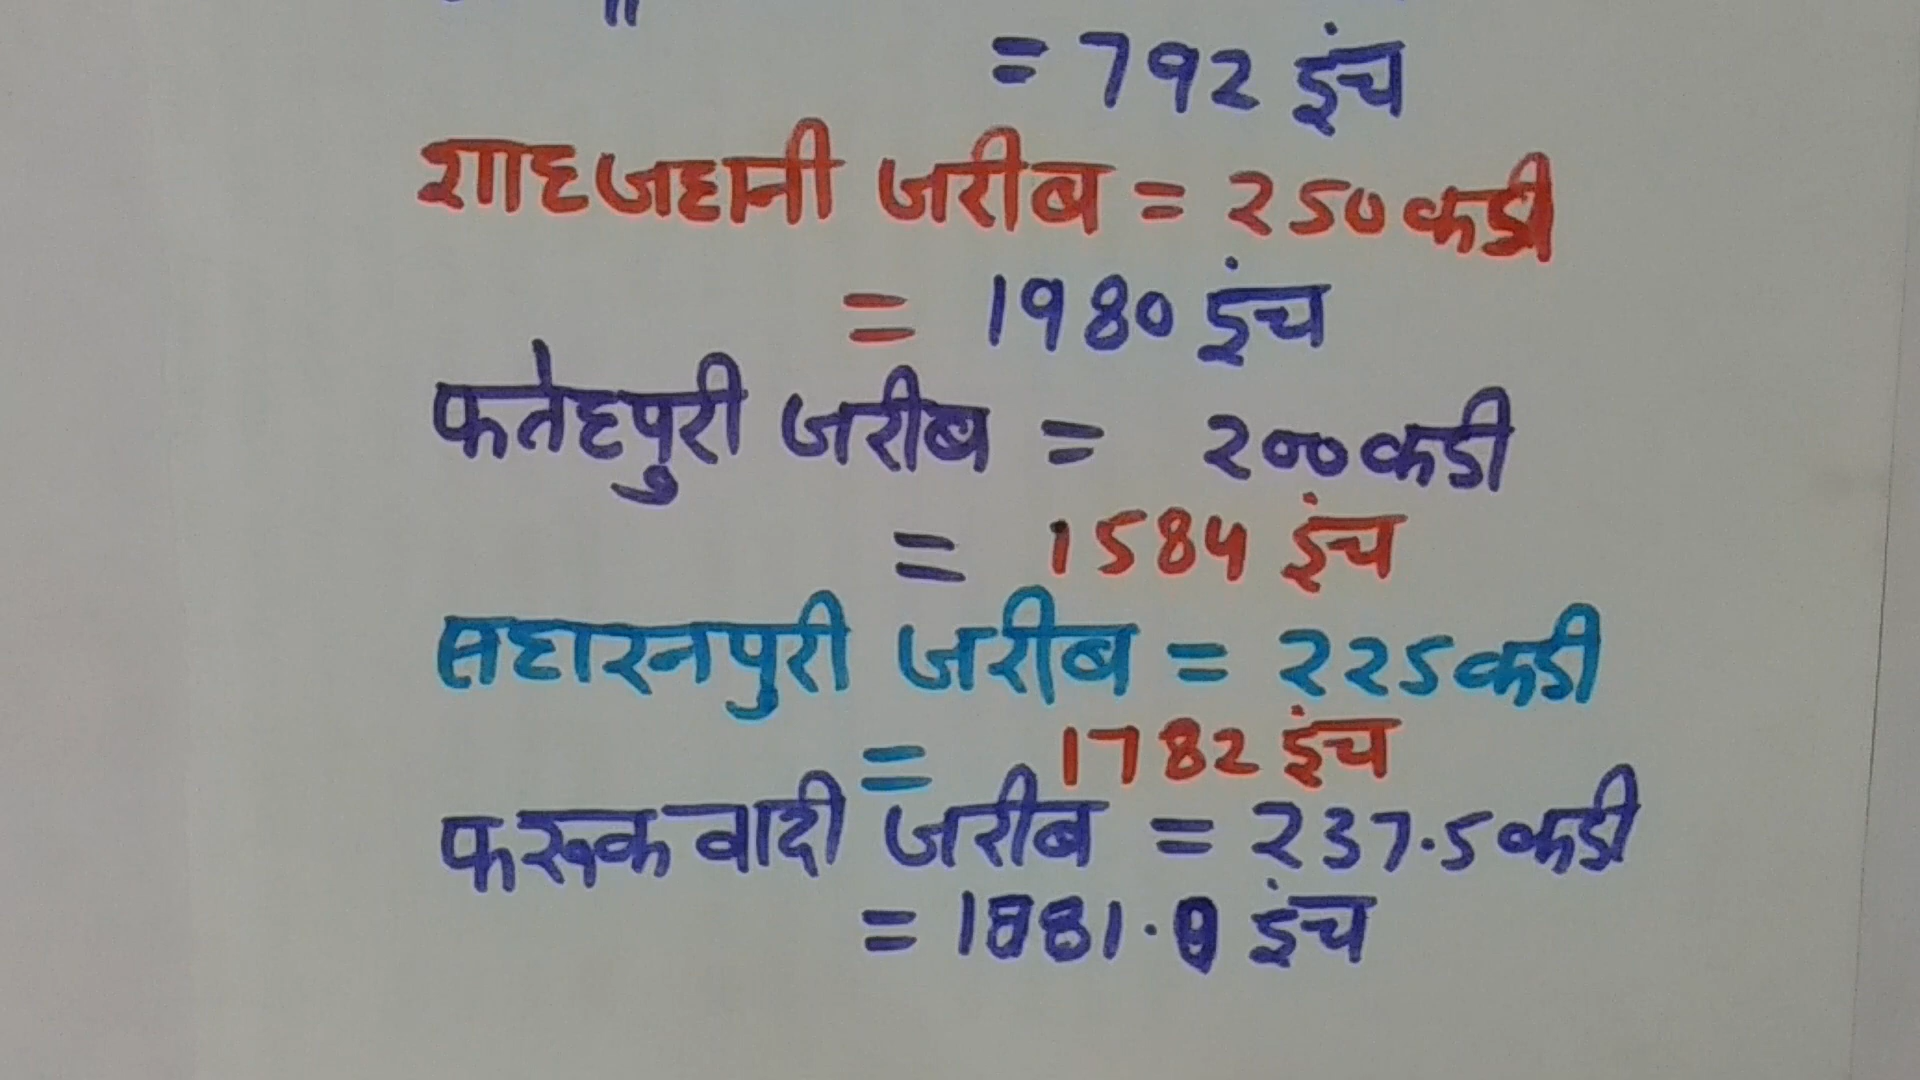 = 792 इंच
शाहजहानी जरीब = 250 कडी
= 1980 इंच
फतेहपुरी जरीब = 200 कडी
= 1584 इंच
सहारनपुरी जरीब = 225 कडी
= 1782 इंच
फरूकवादी जरीब = 237.5 कडी
= इंच